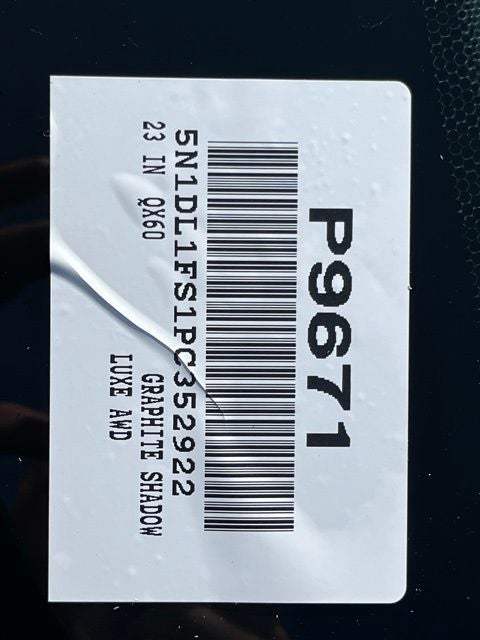 P9671
5N1DL1FS1PC352922
23 IN QX60 GRAPHITE SHADOW
LUXE AWD